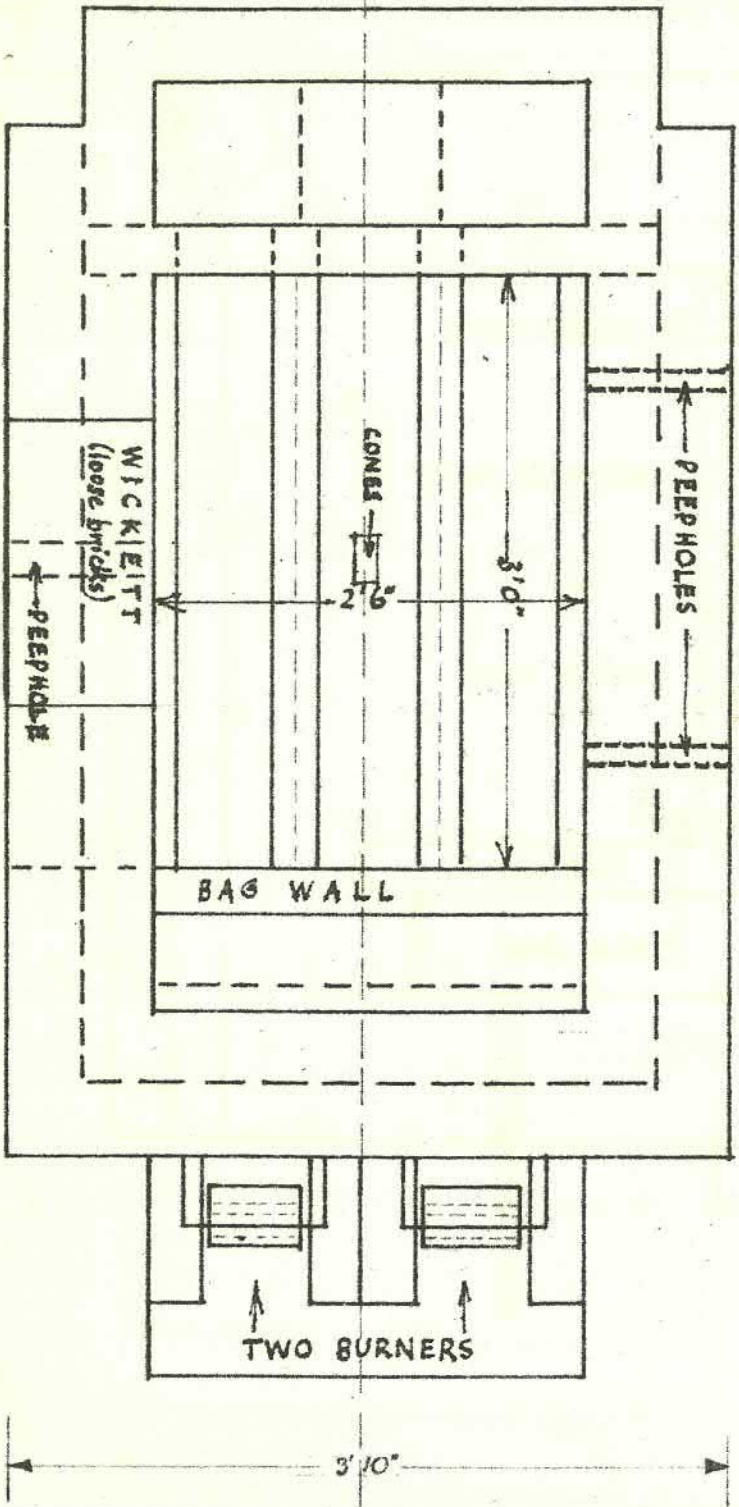 CONES
PEEPHOLES
WICKETT
(loose bricks)
PEEPHOLE
3'0"
2'6"
BAG WALL
TWO BURNERS
3'10"